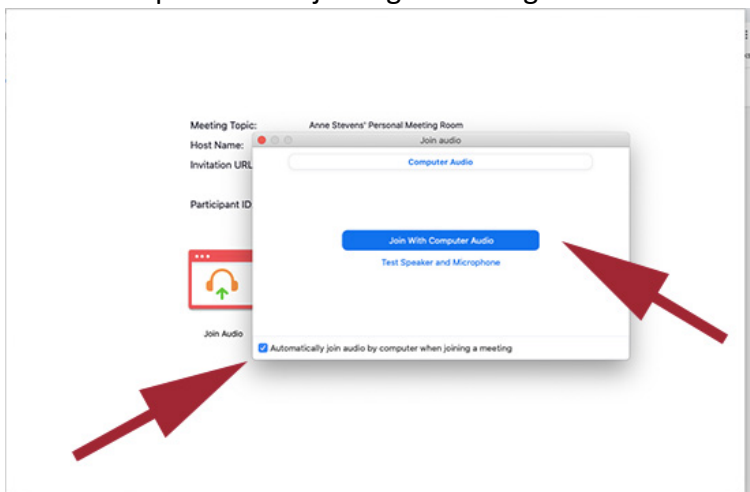 Meeting Topic: Anne Stevens' Personal Meeting Room
Host Name:
Join audio
Invitation URL
Computer Audio
Participant ID
Join With Computer Audio
Test Speaker and Microphone
Join Audio
Automatically join audio by computer when joining a meeting